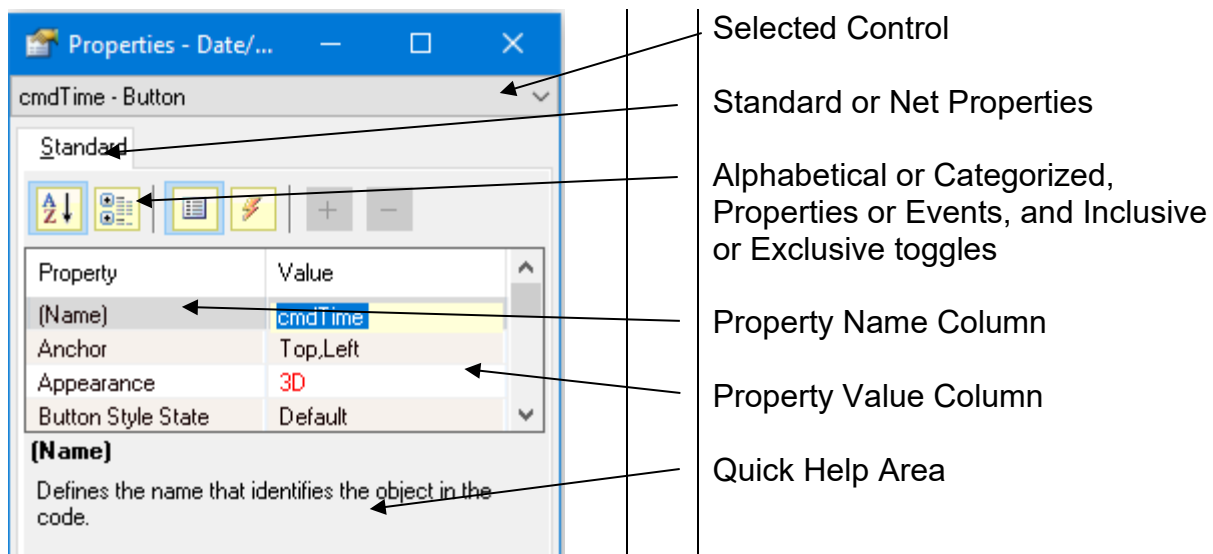 Properties - Date/...
cmdTime - Button
Standard
A
Z
Property Value
(Name) cmdTime
Anchor Top,Left
Appearance 3D
Button Style State Default
(Name)
Defines the name that identifies the object in the
code.
Selected Control
Standard or Net Properties
Alphabetical or Categorized,
Properties or Events, and Inclusive
or Exclusive toggles
Property Name Column
Property Value Column
Quick Help Area